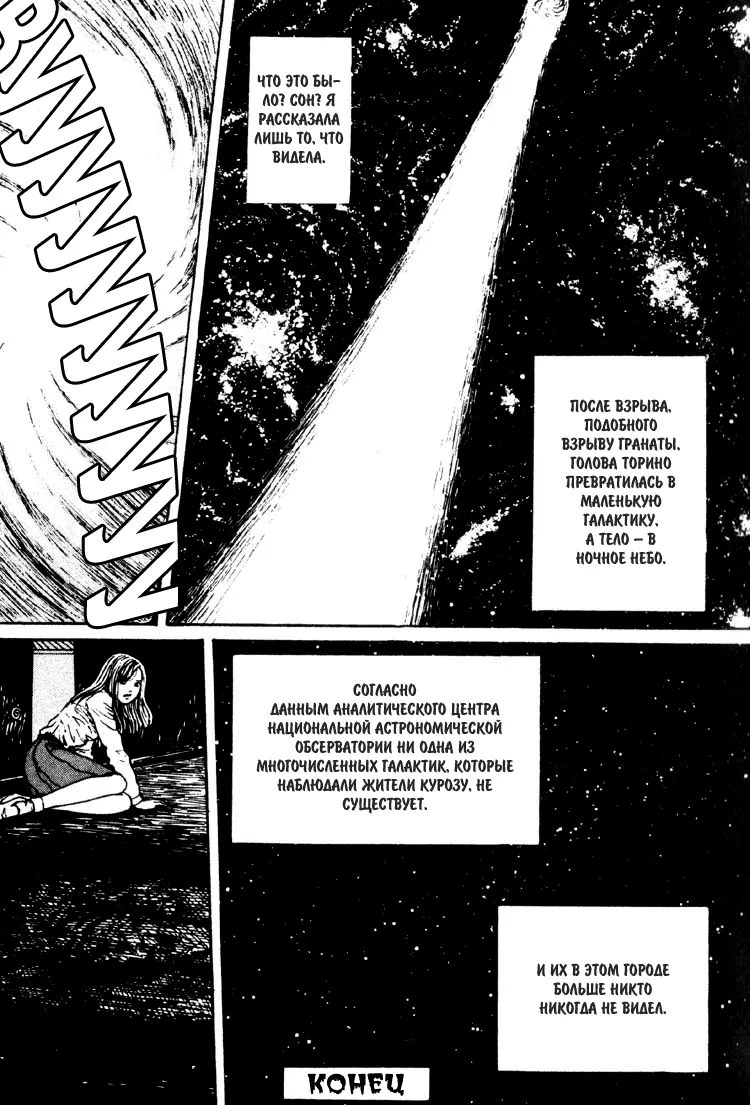 ВУУУУУУУУ
ЧТО ЭТО БЫ-
ЛО? СОН? Я
РАССКАЗАЛА
ЛИШЬ ТО, ЧТО
ВИДЕЛА.
ПОСЛЕ ВЗРЫВА,
ПОДОБНОГО
ВЗРЫВУ ГРАНАТЫ,
ГОЛОВА ТОРИНО
ПРЕВРАТИЛАСЬ В
МАЛЕНЬКУЮ
ГАЛАКТИКУ,
А ТЕЛО – В
НОЧНОЕ НЕБО.
СОГЛАСНО
ДАННЫМ АНАЛИТИЧЕСКОГО ЦЕНТРА
НАЦИОНАЛЬНОЙ АСТРОНОМИЧЕСКОЙ
ОБСЕРВАТОРИИ НИ ОДНА ИЗ
МНОГОЧИСЛЕННЫХ ГАЛАКТИК, КОТОРЫЕ
НАБЛЮДАЛИ ЖИТЕЛИ КУРОЗУ, НЕ
СУЩЕСТВУЕТ.
И ИХ В ЭТОМ ГОРОДЕ
БОЛЬШЕ НИКТО
НИКОГДА НЕ ВИДЕЛ.
КОНЕЦ